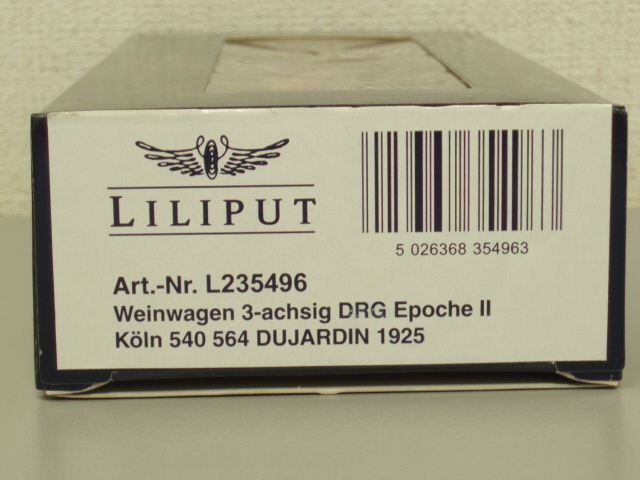 LILIPUT
5 026368 354963
Art.-Nr. L235496
Weinwagen 3-achsig DRG Epoche II
Köln 540 564 DUJARDIN 1925